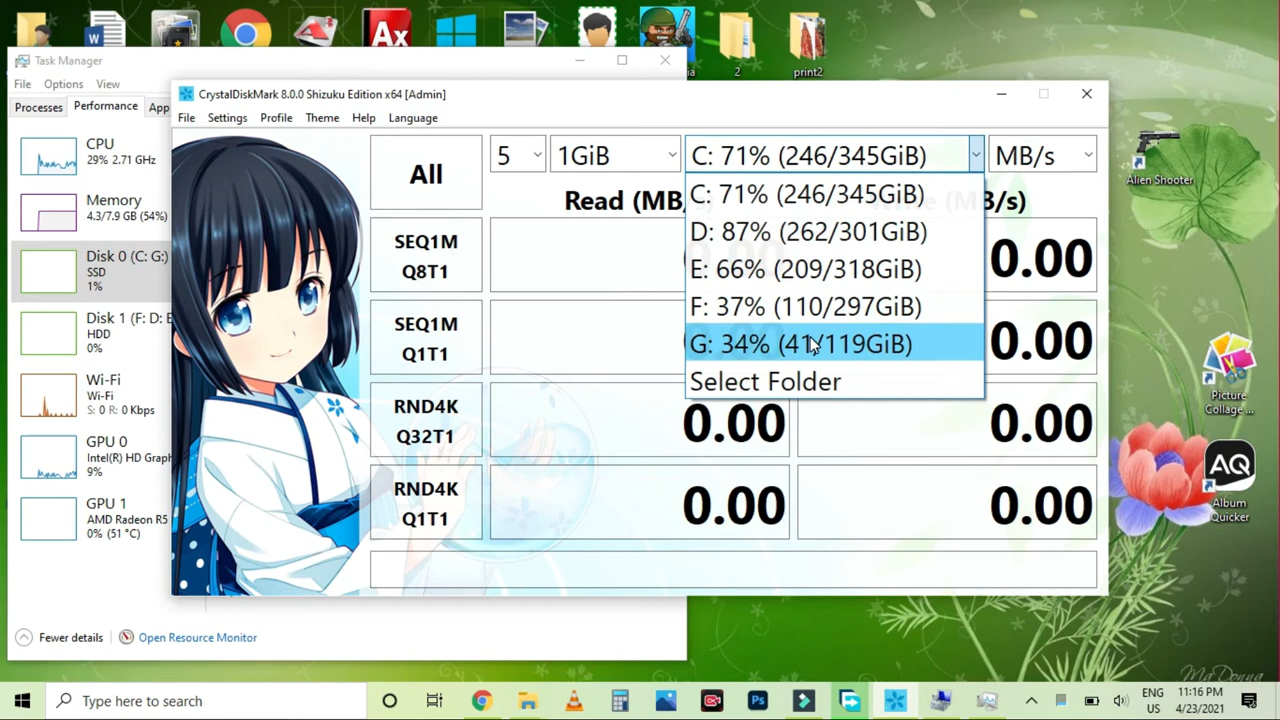 2
print2
Task Manager
File Options View
Processes Performance App
CPU
29% 2.71 GHz
Memory
4.3/7.9 GB (54%)
Disk 0 (C: G:)
SSD
1%
Disk 1 (F: D: E
HDD
0%
Wi-Fi
Wi-Fi
S: 0 R: 0 Kbps
GPU 0
Intel(R) HD Graph
9%
GPU 1
AMD Radeon R5
0% (51 °C)
Fewer details Open Resource Monitor
CrystalDiskMark 8.0.0 Shizuku Edition x64 [Admin]
File Settings Profile Theme Help Language
All
5 1GiB C: 71% (246/345GiB) MB/s
Read (MB/
B/s)
C: 71% (246/345GiB)
D: 87% (262/301GiB)
E: 66% (209/318GiB)
F: 37% (110/297GiB)
G: 34% (41/119GiB)
Select Folder
SEQ1M
Q8T1
0.00
SEQ1M
Q1T1
0.00
RND4K
Q32T1
0.00 0.00
RND4K
Q1T1
0.00 0.00
Alien Shooter
Picture
Collage ...
AQ
Album
Quicker
Ax
W
Ps
Type here to search
ENG
US
11:16 PM
4/23/2021
MaDonna